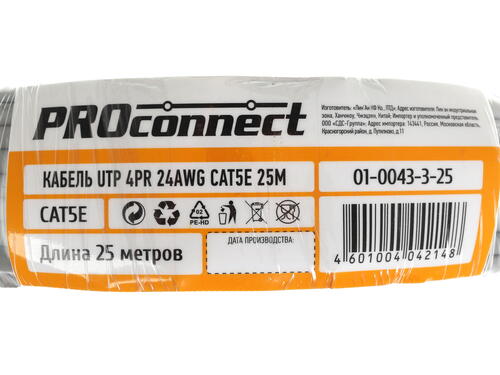 PROconnect
Изготовитель: «Лин'Ан НФ Ко., ЛТД». Адрес изготовителя: Лин ан индустриальная
зона, Ханчжоу, Чжэцзян, Китай; Импортер и уполномоченный представитель:
ООО «СДС-Группа». Адрес импортера: 143441, Россия, Московская область,
Красногорский район, д. Путилково, д.11
КАБЕЛЬ UTP 4PR 24AWG CAT5E 25М
01-0043-3-25
CAT5E
02
PE-HD
ДАТА ПРОИЗВОДСТВА:
Длина 25 метров
4 601004 042148